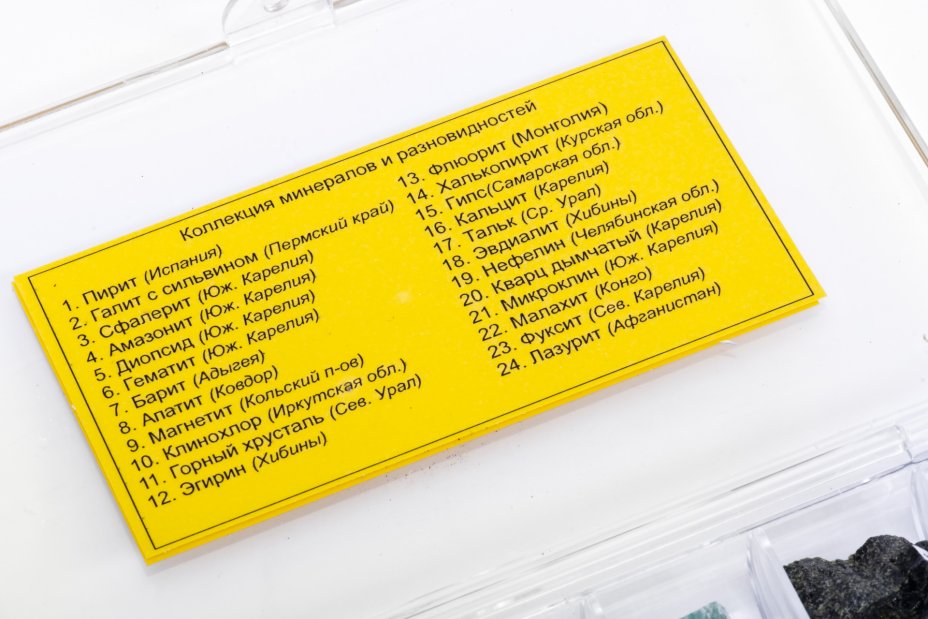 Коллекция минералов и разновидностей
1. Пирит (Испания)
2. Галит с сильвином (Пермский край)
3. Сфалерит (Юж. Карелия)
4. Амазонит (Юж. Карелия)
5. Диопсид (Юж. Карелия)
6. Гематит (Юж. Карелия)
7. Барит (Адыгея)
8. Апатит (Ковдор)
9. Магнетит (Кольский п-ов)
10. Клинохлор (Иркутская обл.)
11. Горный хрусталь (Сев. Урал)
12. Эгирин (Хибины)
13. Флюорит (Монголия)
14. Халькопирит (Курская обл.)
15. Гипс(Самарская обл.)
16. Кальцит (Карелия)
17. Тальк (Ср. Урал)
18. Эвдиалит (Хибины)
19. Нефелин (Челябинская обл.)
20. Кварц дымчатый (Карелия)
21. Микроклин (Юж. Карелия)
22. Малахит (Конго)
23. Фуксит (Сев. Карелия)
24. Лазурит (Афганистан)